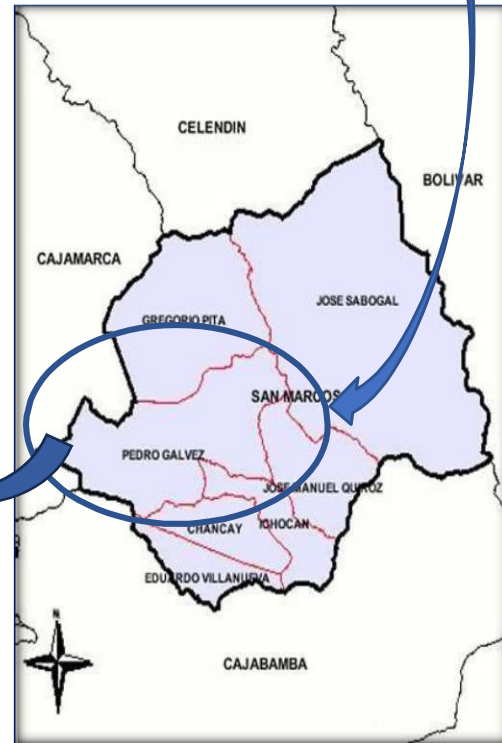 CELENDIN
BOLIVAR
CAJAMARCA
JOSE SABOGAL
GREGORIO PITA
SAN MARCOS
PEDRO GALVEZ
JOSE MANUEL QUIROZ
CHANCAY
ICHOCAN
EDUARDO VILLANUEVA
N
CAJABAMBA